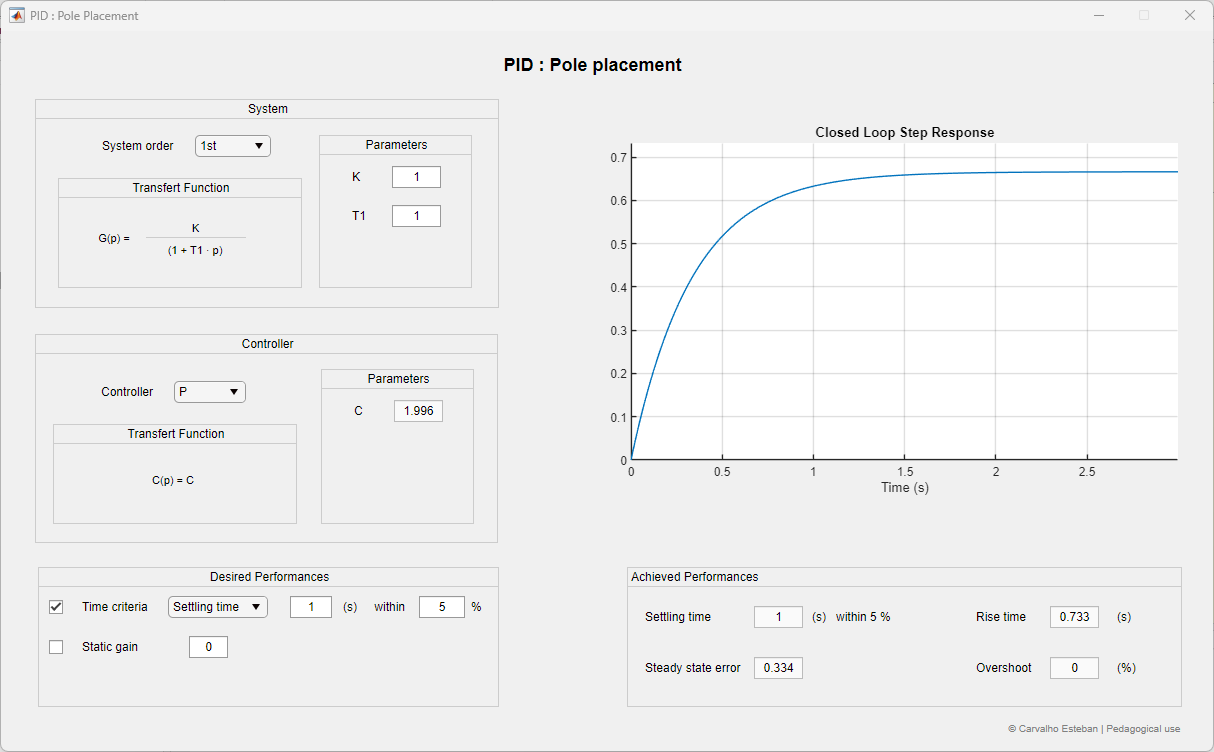 PID : Pole Placement
PID : Pole placement
System
System order 1st
Transfert Function
G(p) =
K
(1 + T1 · p)
Parameters
K 1
T1 1
Controller
Controller P
Transfert Function
C(p) = C
Parameters
C 1.996
Desired Performances
Time criteria Settling time 1 (s) within 5 %
Static gain 0
Closed Loop Step Response
0.7
0.6
0.5
0.4
0.3
0.2
0.1
0
0 0.5 1 1.5 2 2.5
Time (s)
Achieved Performances
Settling time 1 (s) within 5 % Rise time 0.733 (s)
Steady state error 0.334 Overshoot 0 (%)
© Carvalho Esteban | Pedagogical use